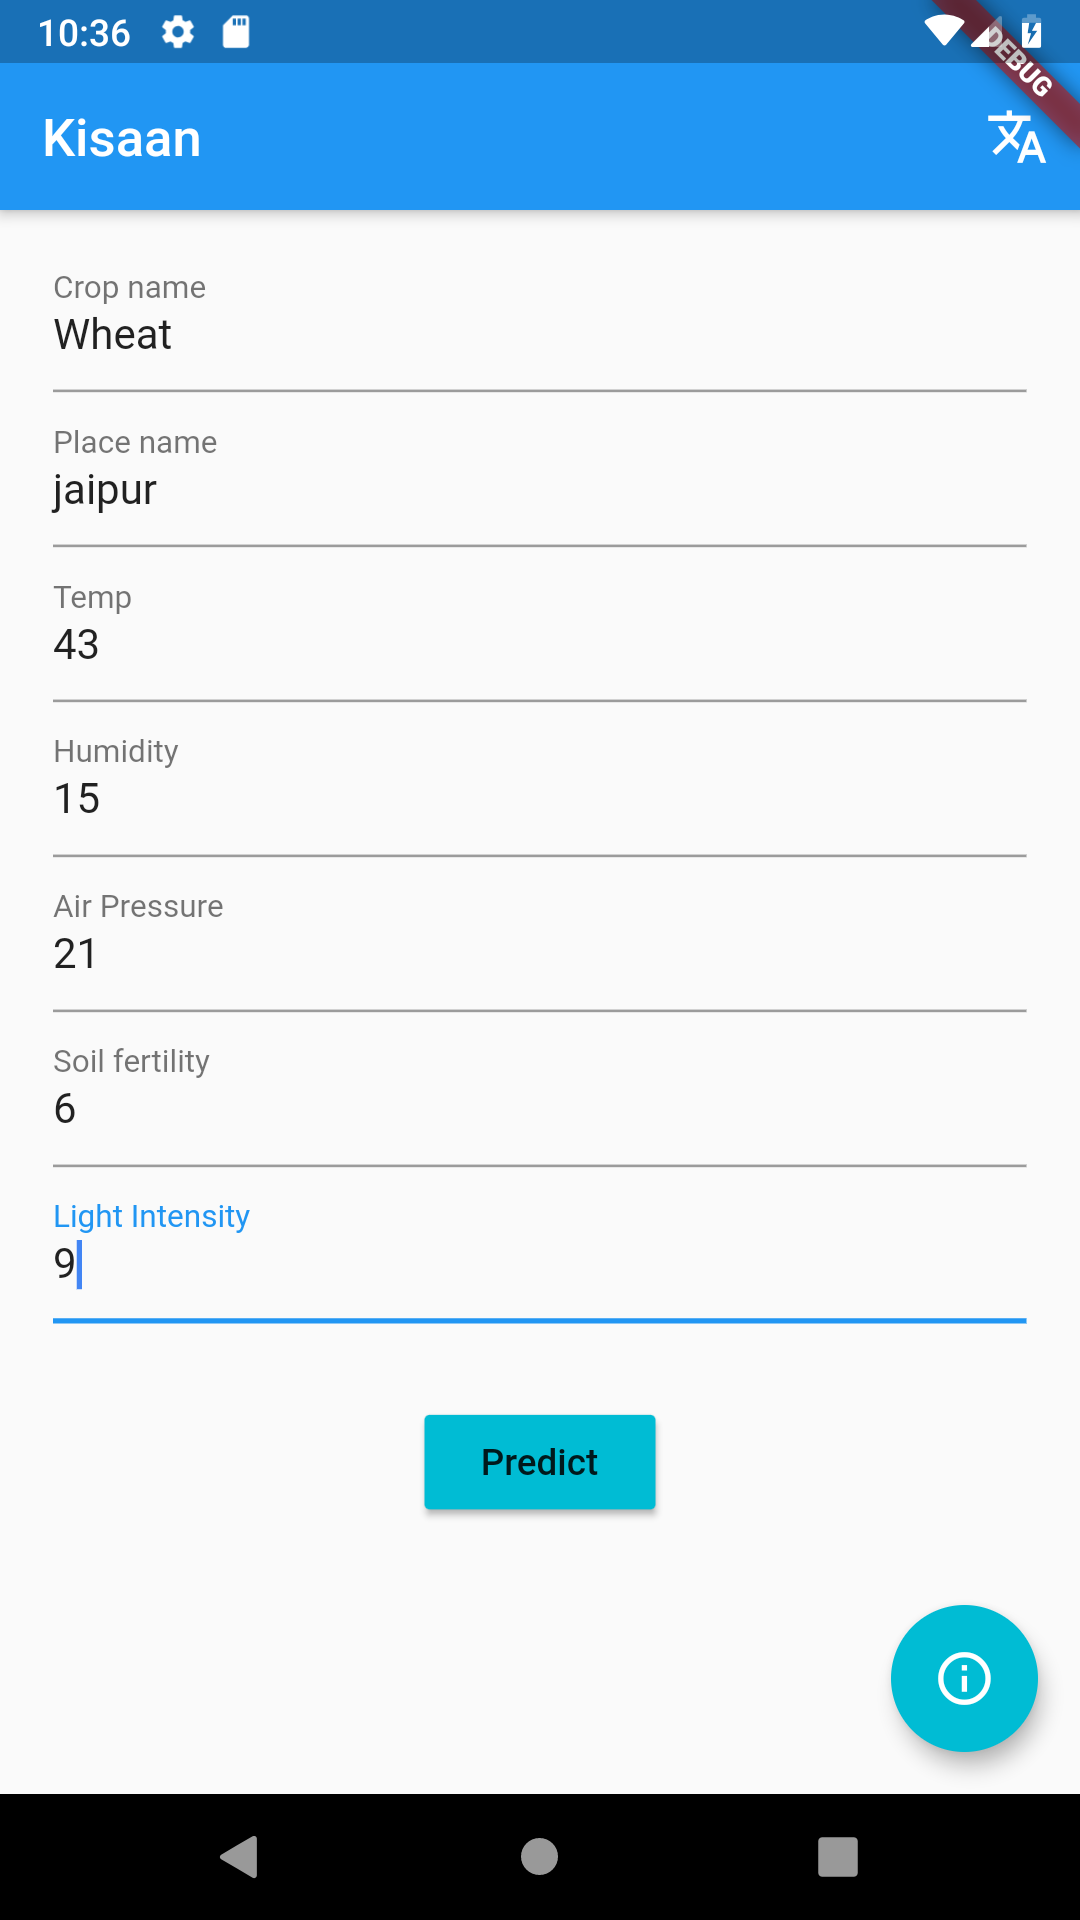 10:36
DEBUG
Kisaan
Crop name
Wheat
Place name
jaipur
Temp
43
Humidity
15
Air Pressure
21
Soil fertility
6
Light Intensity
9
Predict